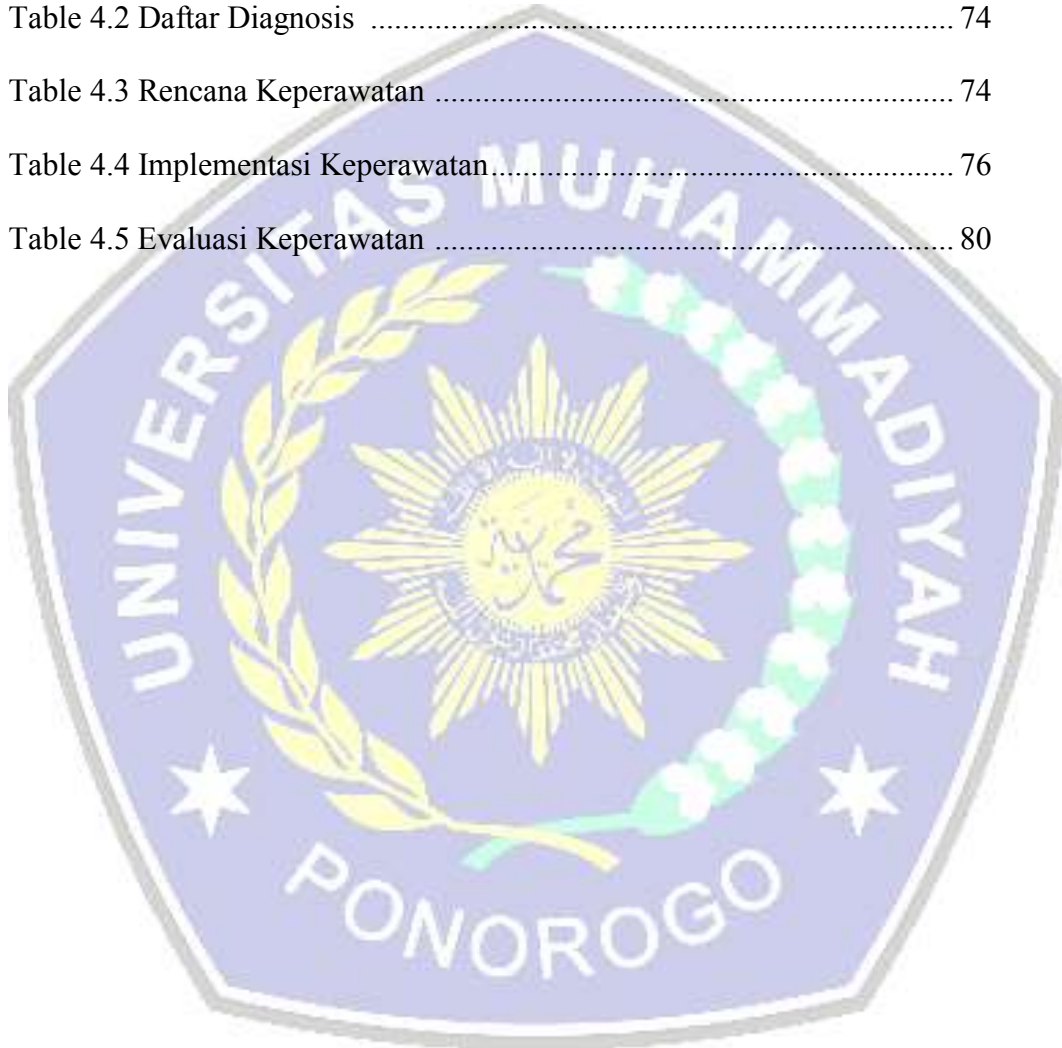 Table 4.2 Daftar Diagnosis ........................................................................ 74
Table 4.3 Rencana Keperawatan ................................................................ 74
Table 4.4 Implementasi Keperawatan......................................................... 76
Table 4.5 Evaluasi Keperawatan ................................................................ 80
UNIVERSITAS MUHAMMADIYAH
PONOROGO